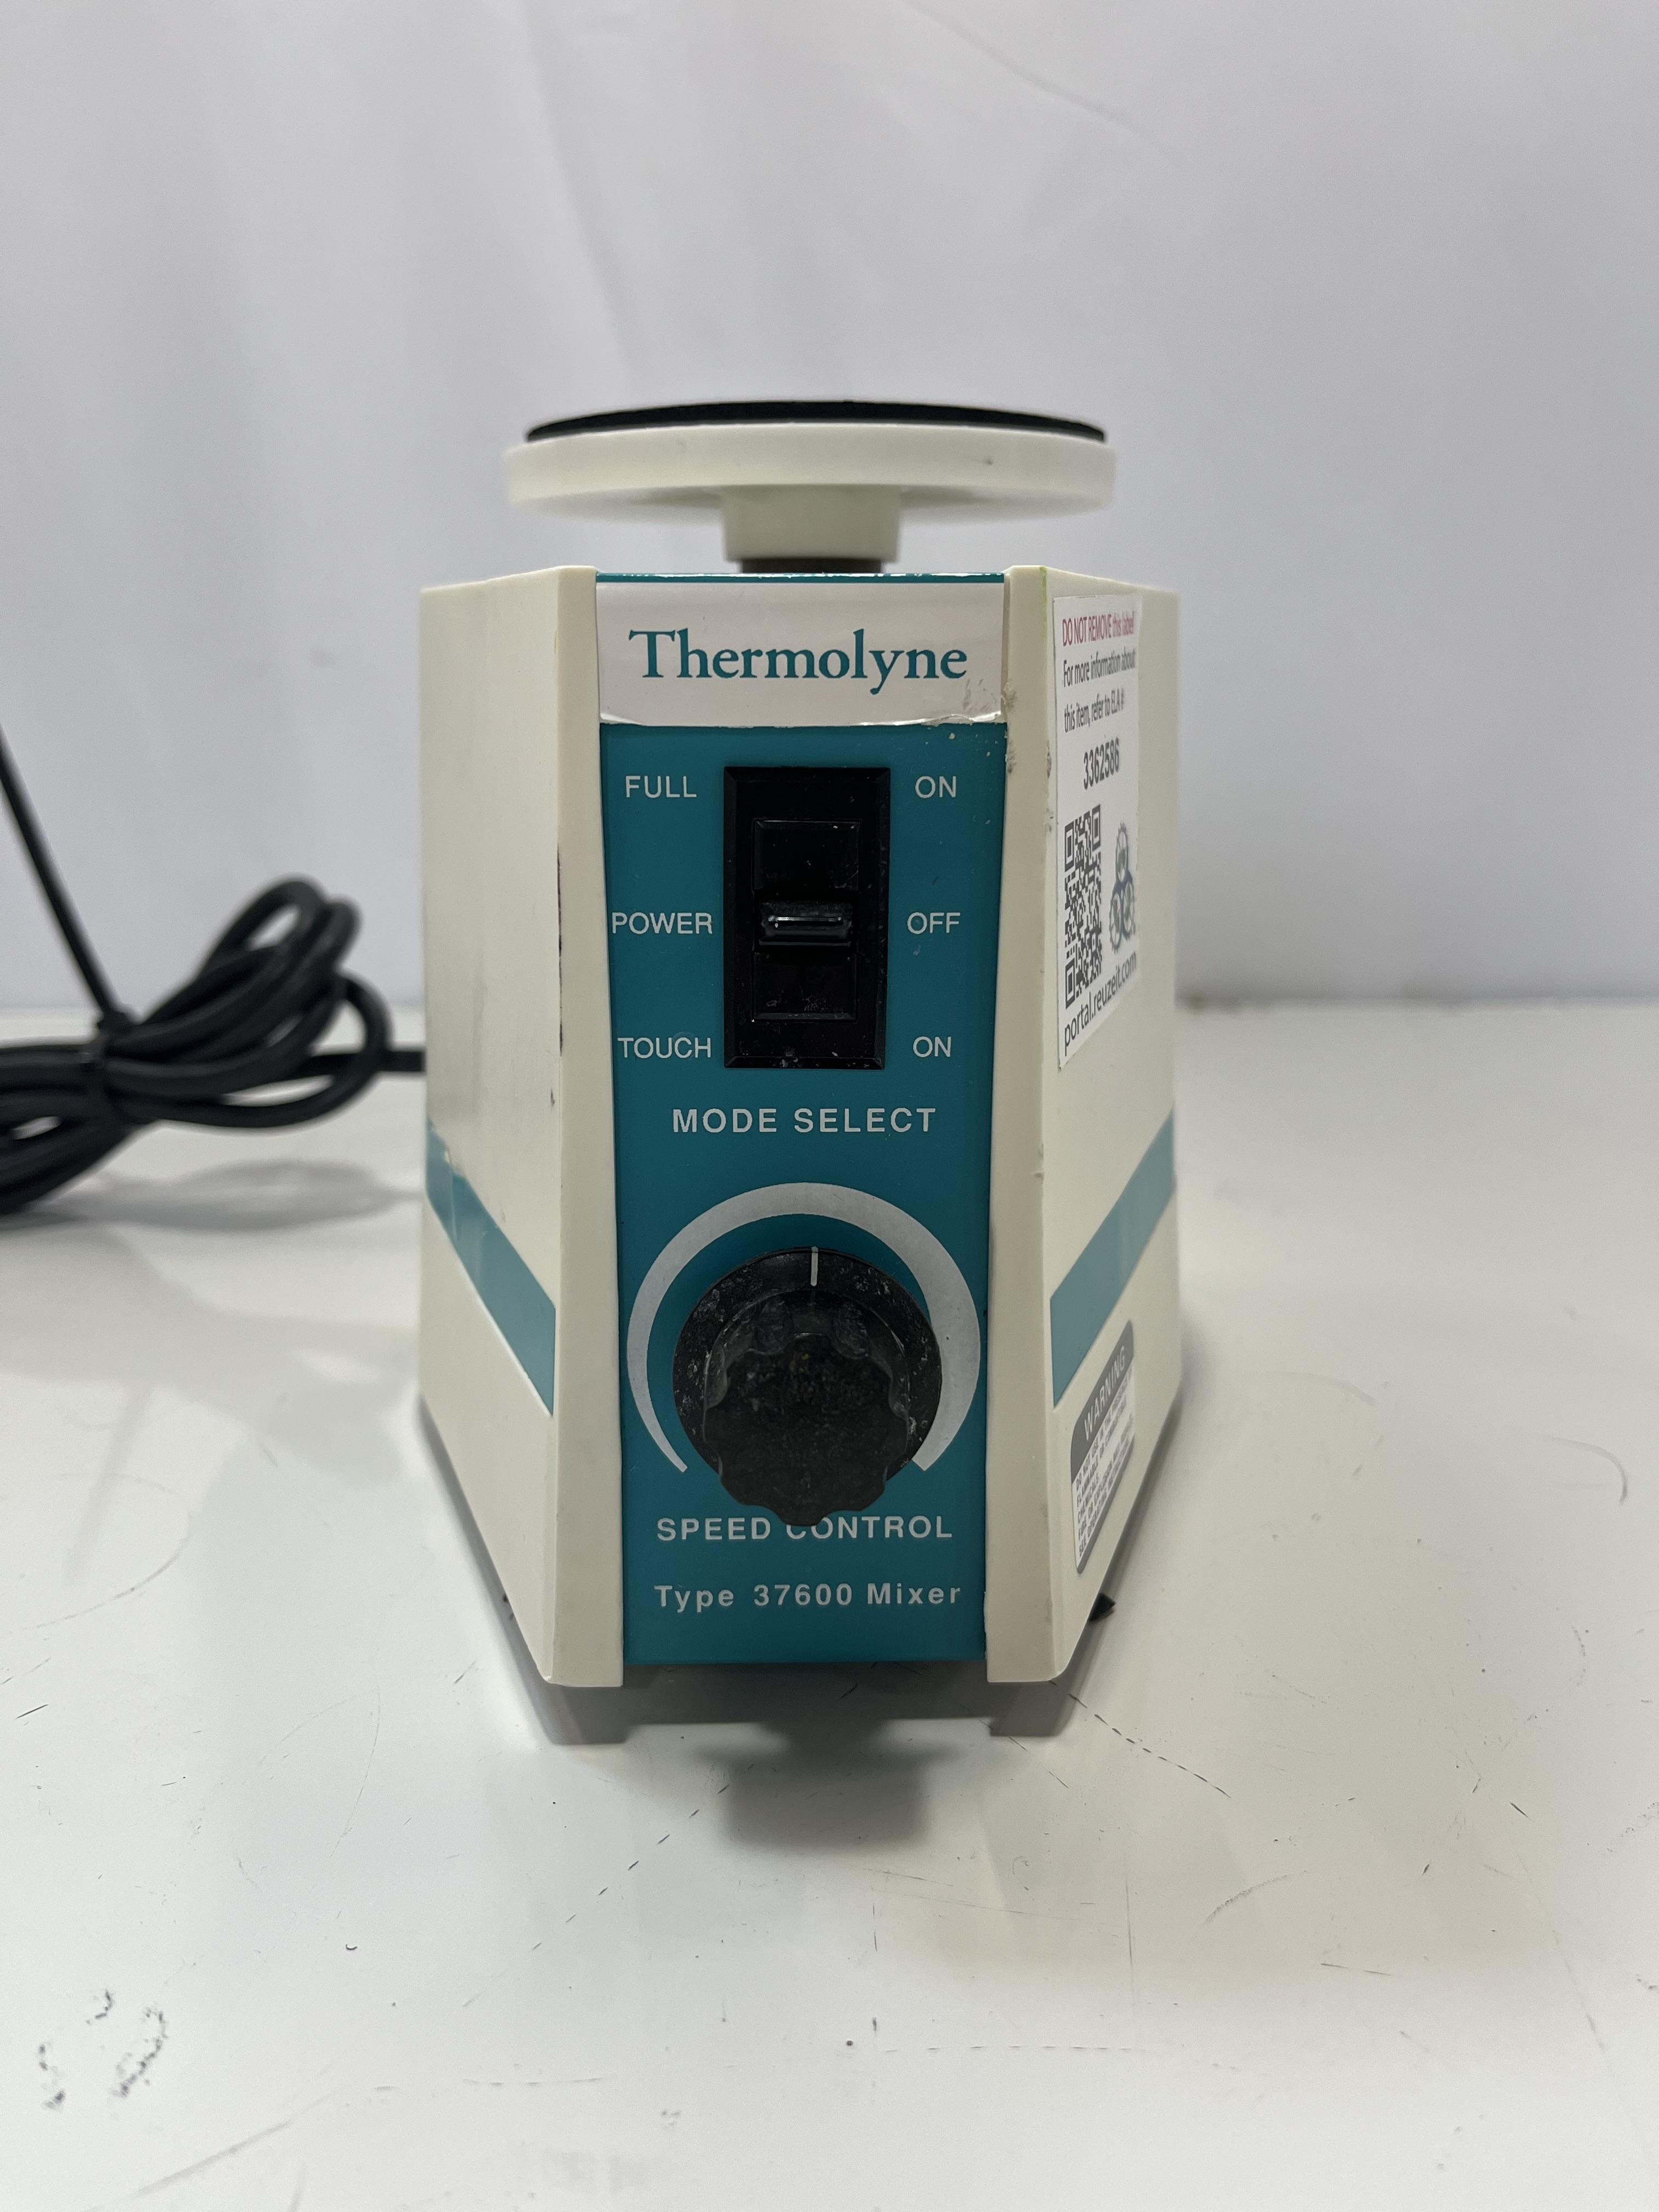 Thermolyne
FULL ON
POWER OFF
TOUCH ON
MODE SELECT
SPEED CONTROL
Type 37600 Mixer
DO NOT REMOVE this label!
For more information about
this item, refer to ELA #
3362586
portal.reuzeit.com
WARNING